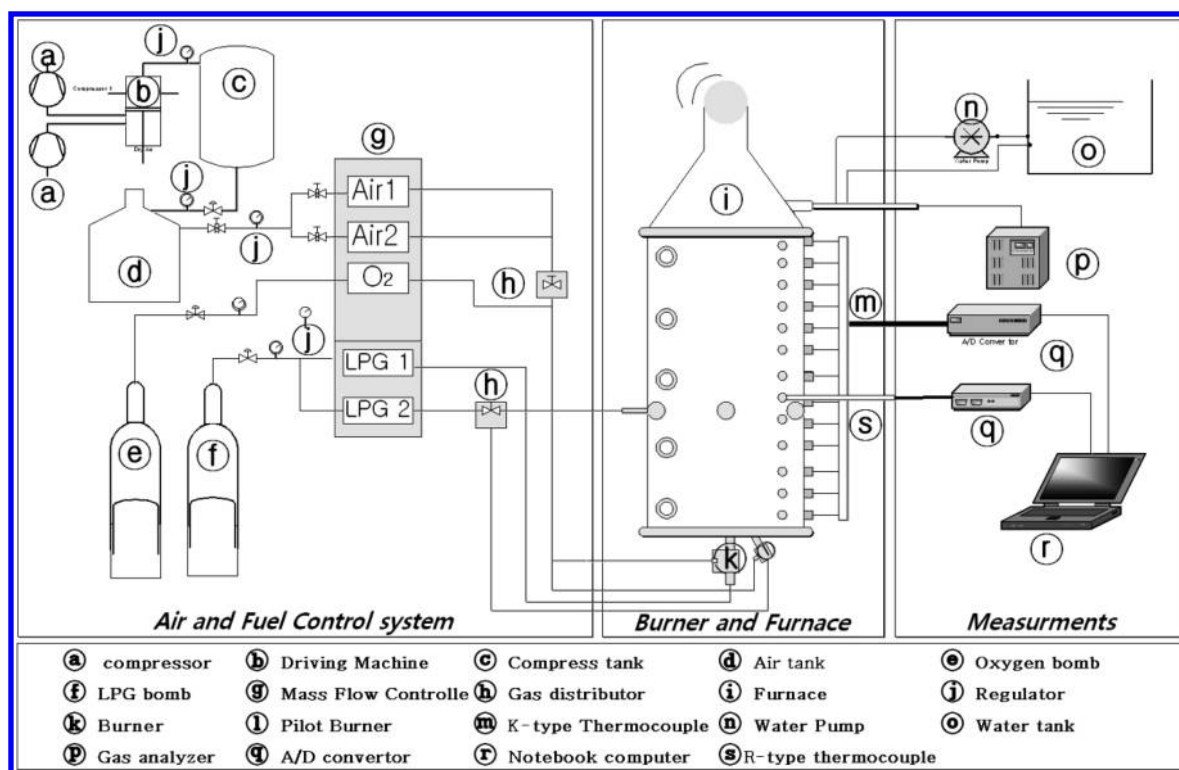 ⓐ
ⓙ
ⓑ
ⓒ
Compressor
ⓐ
ⓙ
ⓓ
ⓙ
ⓖ
Air1
Air2
O2
ⓙ
LPG 1
LPG 2
ⓗ
ⓗ
ⓔ
ⓕ
ⓘ
ⓚ
ⓝ
Water Pump
ⓞ
ⓟ
ⓜ
A/D Convertor
ⓠ
ⓢ
ⓠ
ⓡ
Air and Fuel Control system
Burner and Furnace
Measurments
ⓐ compressor ⓑ Driving Machine ⓒ Compress tank ⓓ Air tank ⓔ Oxygen bomb
ⓕ LPG bomb ⓖ Mass Flow Controlle ⓗ Gas distributor ⓘ Furnace ⓙ Regulator
ⓚ Burner ⓛ Pilot Burner ⓜ K-type Thermocouple ⓝ Water Pump ⓞ Water tank
ⓟ Gas analyzer ⓠ A/D convertor ⓡ Notebook computer ⓢ R-type thermocouple